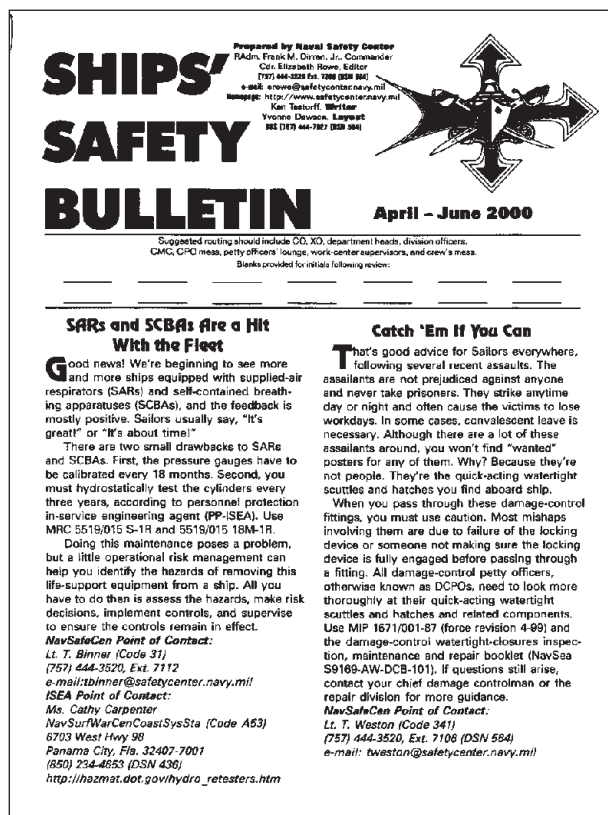 SHIPS'
SAFETY
BULLETIN
Prepared by Naval Safety Center
RAdm. Frank M. Dirren, Jr., Commander
Cdr. Elizabeth Rowe, Editor
(757) 444-3520 Ext. 7208 (DSN 564)
e-mail: erowe@safetycenter.navy.mil
Homepage: http://www.safetycenter.navy.mil
Ken Testorff, Writer
Yvonne Dawson, Layout
BBS (757) 444-7927 (DSN 564)
April – June 2000
Suggested routing should include CO, XO, department heads, division officers,
CMC, CPO mess, petty officers' lounge, work-center supervisors, and crew's mess.
Blanks provided for initials following review:
SARs and SCBAs Are a Hit
With the Fleet
Good news! We're beginning to see more
and more ships equipped with supplied-air
respirators (SARs) and self-contained breath-
ing apparatuses (SCBAs), and the feedback is
mostly positive. Sailors usually say, "It's
great!" or "It's about time!"
There are two small drawbacks to SARs
and SCBAs. First, the pressure gauges have to
be calibrated every 18 months. Second, you
must hydrostatically test the cylinders every
three years, according to personnel protection
in-service engineering agent (PP-ISEA). Use
MRC 5519/015 S-1R and 5519/015 18M-1R.
Doing this maintenance poses a problem,
but a little operational risk management can
help you identify the hazards of removing this
life-support equipment from a ship. All you
have to do then is assess the hazards, make risk
decisions, implement controls, and supervise
to ensure the controls remain in effect.
NavSafeCen Point of Contact:
Lt. T. Binner (Code 31)
(757) 444-3520, Ext. 7112
e-mail:tbinner@safetycenter.navy.mil
ISEA Point of Contact:
Ms. Cathy Carpenter
NavSurfWarCenCoastSysSta (Code A53)
6703 West Hwy 98
Panama City, Fla. 32407-7001
(850) 234-4853 (DSN 436)
http://hazmat.dot.gov/hydro_retesters.htm
Catch 'Em If You Can
That's good advice for Sailors everywhere,
following several recent assaults. The
assailants are not prejudiced against anyone
and never take prisoners. They strike anytime
day or night and often cause the victims to lose
workdays. In some cases, convalescent leave is
necessary. Although there are a lot of these
assailants around, you won't find "wanted"
posters for any of them. Why? Because they're
not people. They're the quick-acting watertight
scuttles and hatches you find aboard ship.
When you pass through these damage-control
fittings, you must use caution. Most mishaps
involving them are due to failure of the locking
device or someone not making sure the locking
device is fully engaged before passing through
a fitting. All damage-control petty officers,
otherwise known as DCPOs, need to look more
thoroughly at their quick-acting watertight
scuttles and hatches and related components.
Use MIP 1671/001-87 (force revision 4-99) and
the damage-control watertight-closures inspec-
tion, maintenance and repair booklet (NavSea
S9169-AW-DCB-101). If questions still arise,
contact your chief damage controlman or the
repair division for more guidance.
NavSafeCen Point of Contact:
Lt. T. Weston (Code 341)
(757) 444-3520, Ext. 7106 (DSN 564)
e-mail: tweston@safetycenter.navy.mil